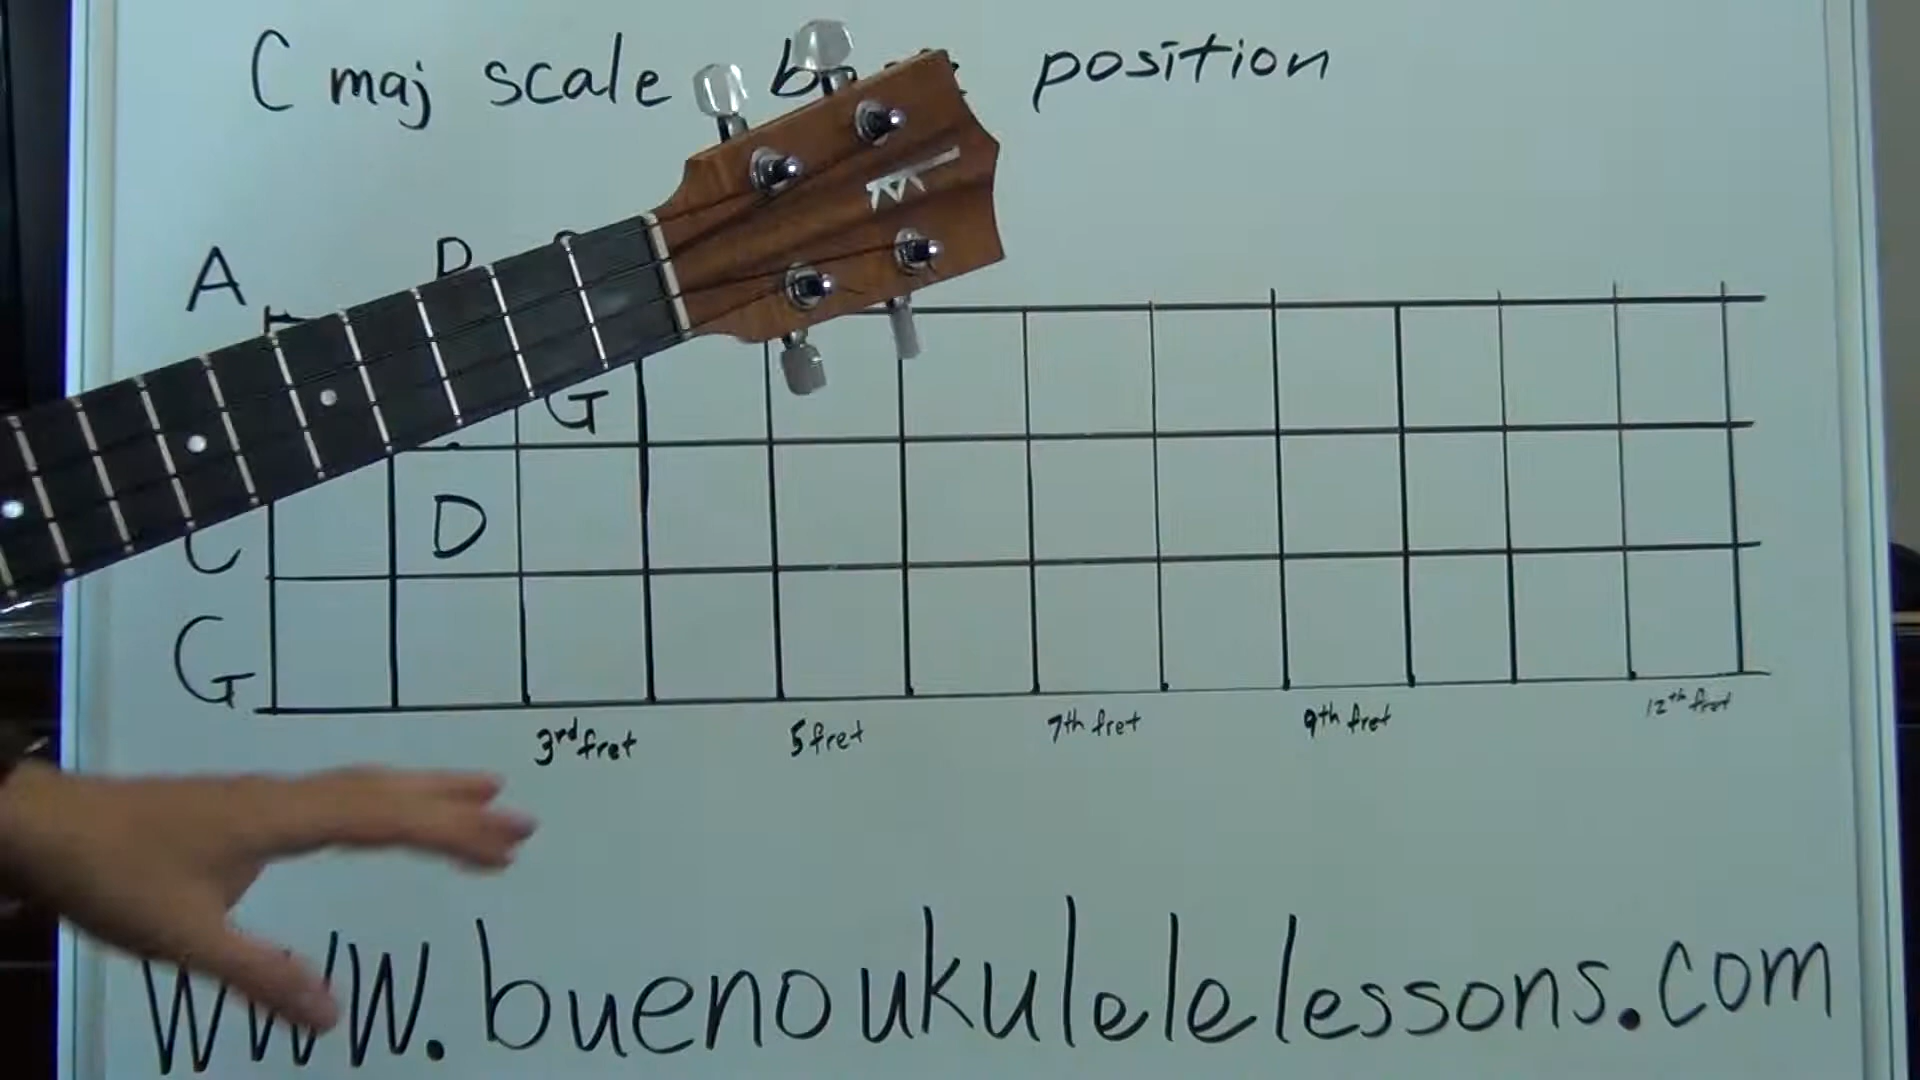 C maj scale position
A
G
C D
G
3rd fret 5 fret 7th fret 9th fret 12th fret
www.buenoukulelelessons.com